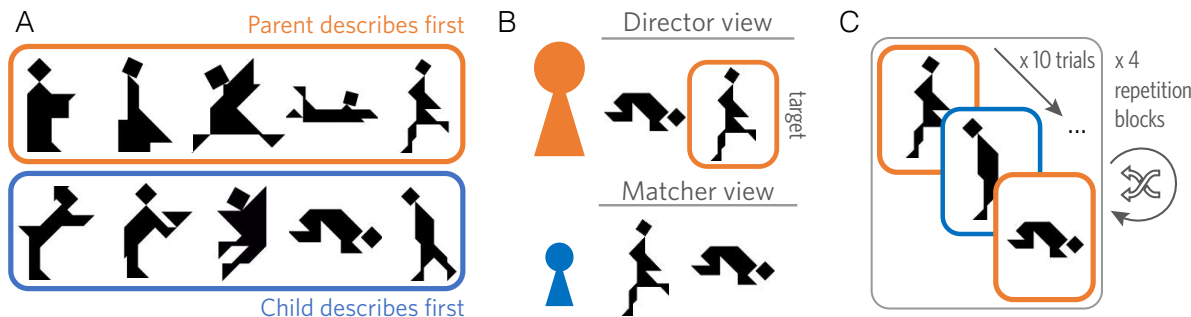 A
Parent describes first
Child describes first
B
Director view
target
Matcher view
C
x 10 trials
...
x 4
repetition
blocks